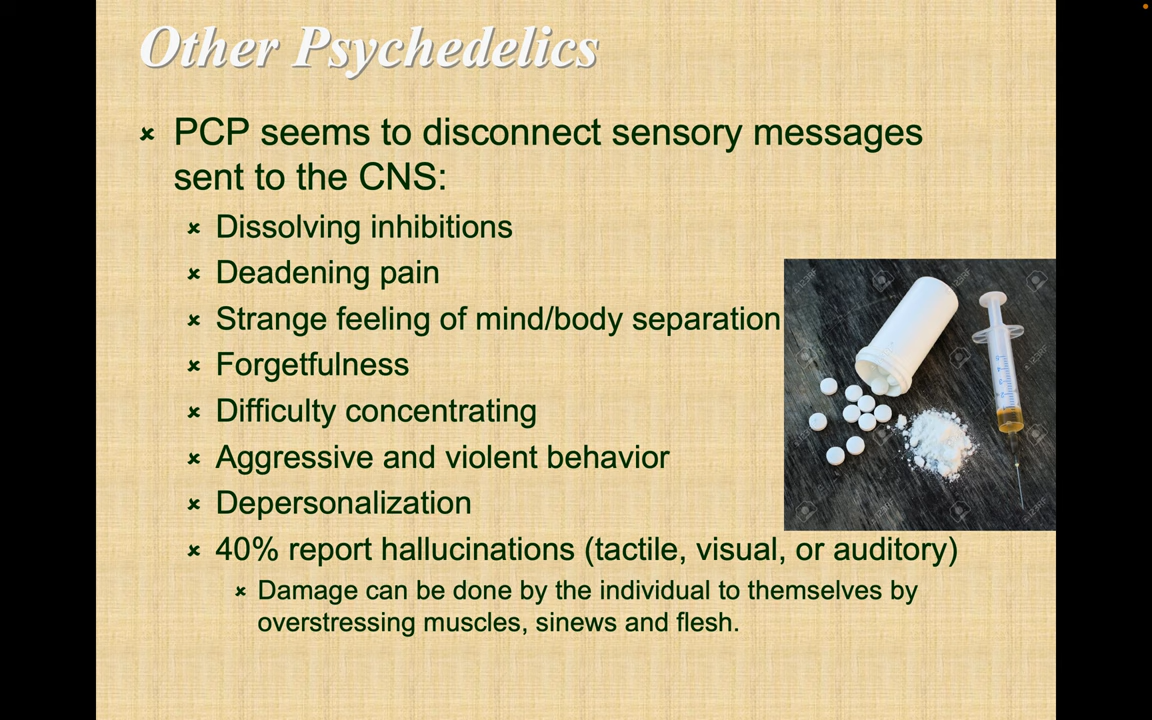 Other Psychedelics
× PCP seems to disconnect sensory messages
sent to the CNS:
× Dissolving inhibitions
× Deadening pain
× Strange feeling of mind/body separation
× Forgetfulness
× Difficulty concentrating
× Aggressive and violent behavior
× Depersonalization
× 40% report hallucinations (tactile, visual, or auditory)
× Damage can be done by the individual to themselves by
overstressing muscles, sinews and flesh.